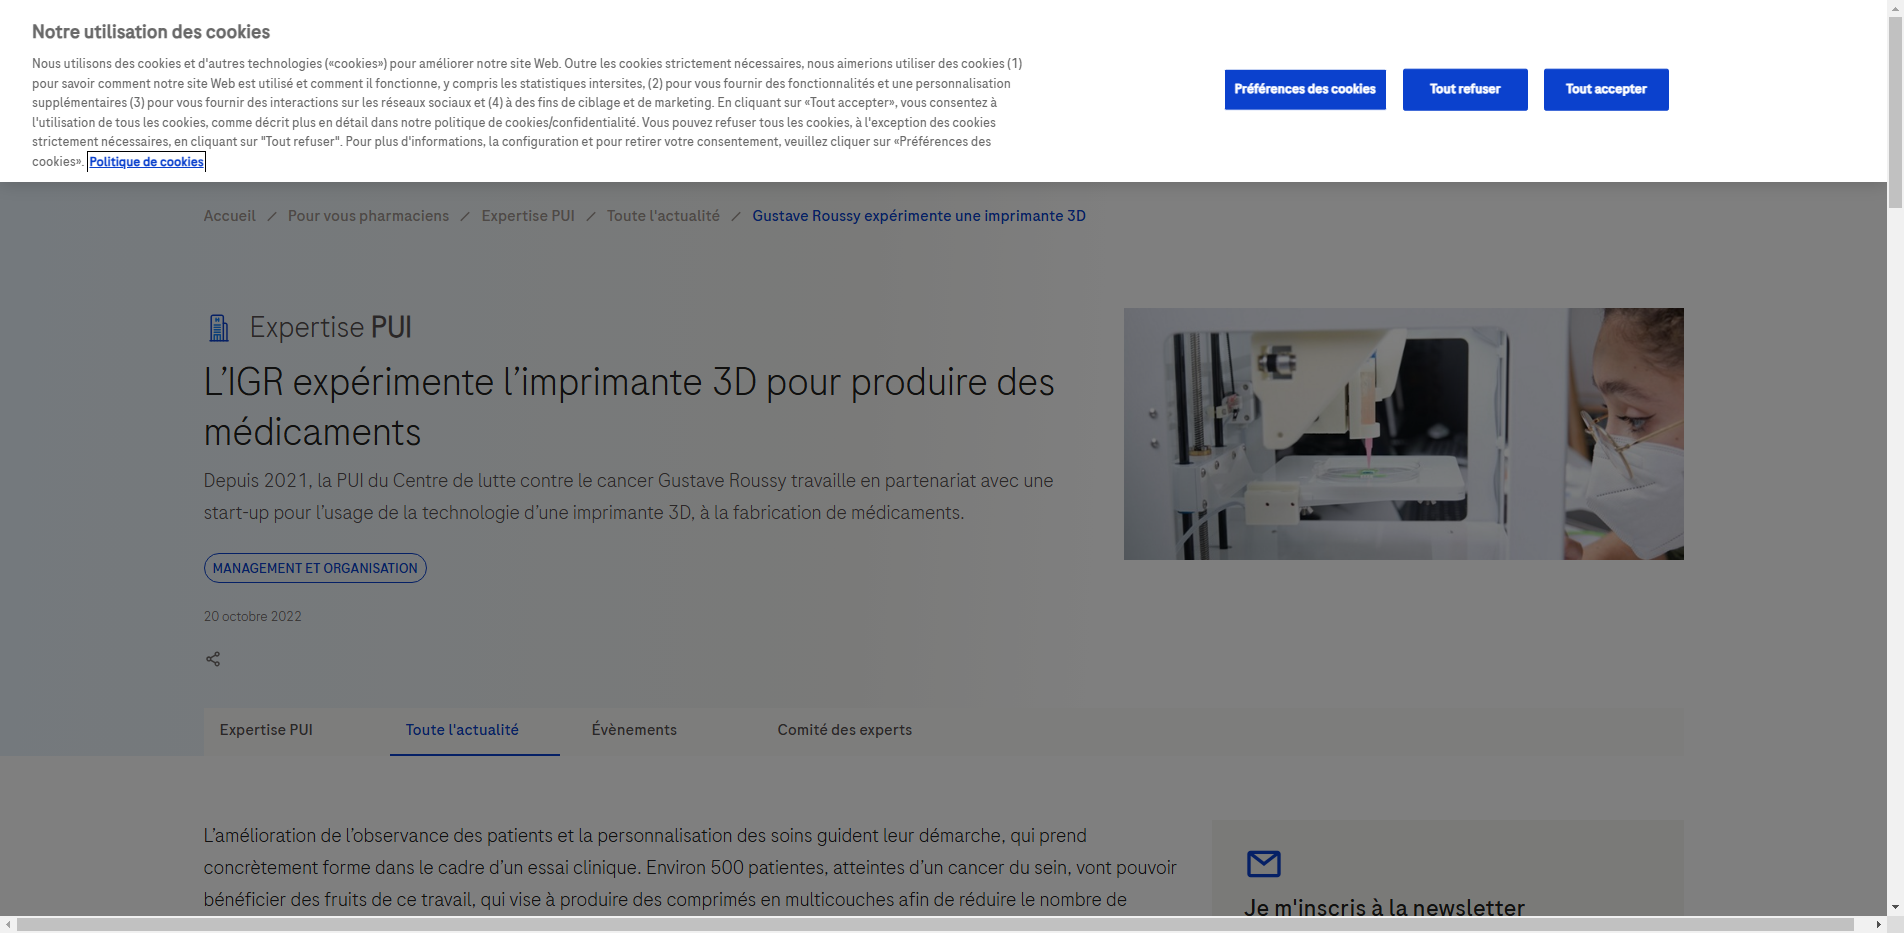 Notre utilisation des cookies
Nous utilisons des cookies et d'autres technologies («cookies») pour améliorer notre site Web. Outre les cookies strictement nécessaires, nous aimerions utiliser des cookies (1)
pour savoir comment notre site Web est utilisé et comment il fonctionne, y compris les statistiques intersites, (2) pour vous fournir des fonctionnalités et une personnalisation
supplémentaires (3) pour vous fournir des interactions sur les réseaux sociaux et (4) à des fins de ciblage et de marketing. En cliquant sur «Tout accepter», vous consentez à
l'utilisation de tous les cookies, comme décrit plus en détail dans notre politique de cookies/confidentialité. Vous pouvez refuser tous les cookies, à l'exception des cookies
strictement nécessaires, en cliquant sur "Tout refuser". Pour plus d'informations, la configuration et pour retirer votre consentement, veuillez cliquer sur «Préférences des
cookies». Politique de cookies
Préférences des cookies
Tout refuser
Tout accepter
Accueil / Pour vous pharmaciens / Expertise PUI / Toute l'actualité / Gustave Roussy expérimente une imprimante 3D
Expertise PUI
L’IGR expérimente l’imprimante 3D pour produire des
médicaments
Depuis 2021, la PUI du Centre de lutte contre le cancer Gustave Roussy travaille en partenariat avec une
start-up pour l’usage de la technologie d’une imprimante 3D, à la fabrication de médicaments.
MANAGEMENT ET ORGANISATION
20 octobre 2022
Expertise PUI
Toute l'actualité
Évènements
Comité des experts
L’amélioration de l’observance des patients et la personnalisation des soins guident leur démarche, qui prend
concrètement forme dans le cadre d’un essai clinique. Environ 500 patientes, atteintes d’un cancer du sein, vont pouvoir
bénéficier des fruits de ce travail, qui vise à produire des comprimés en multicouches afin de réduire le nombre de
Je m'inscris à la newsletter